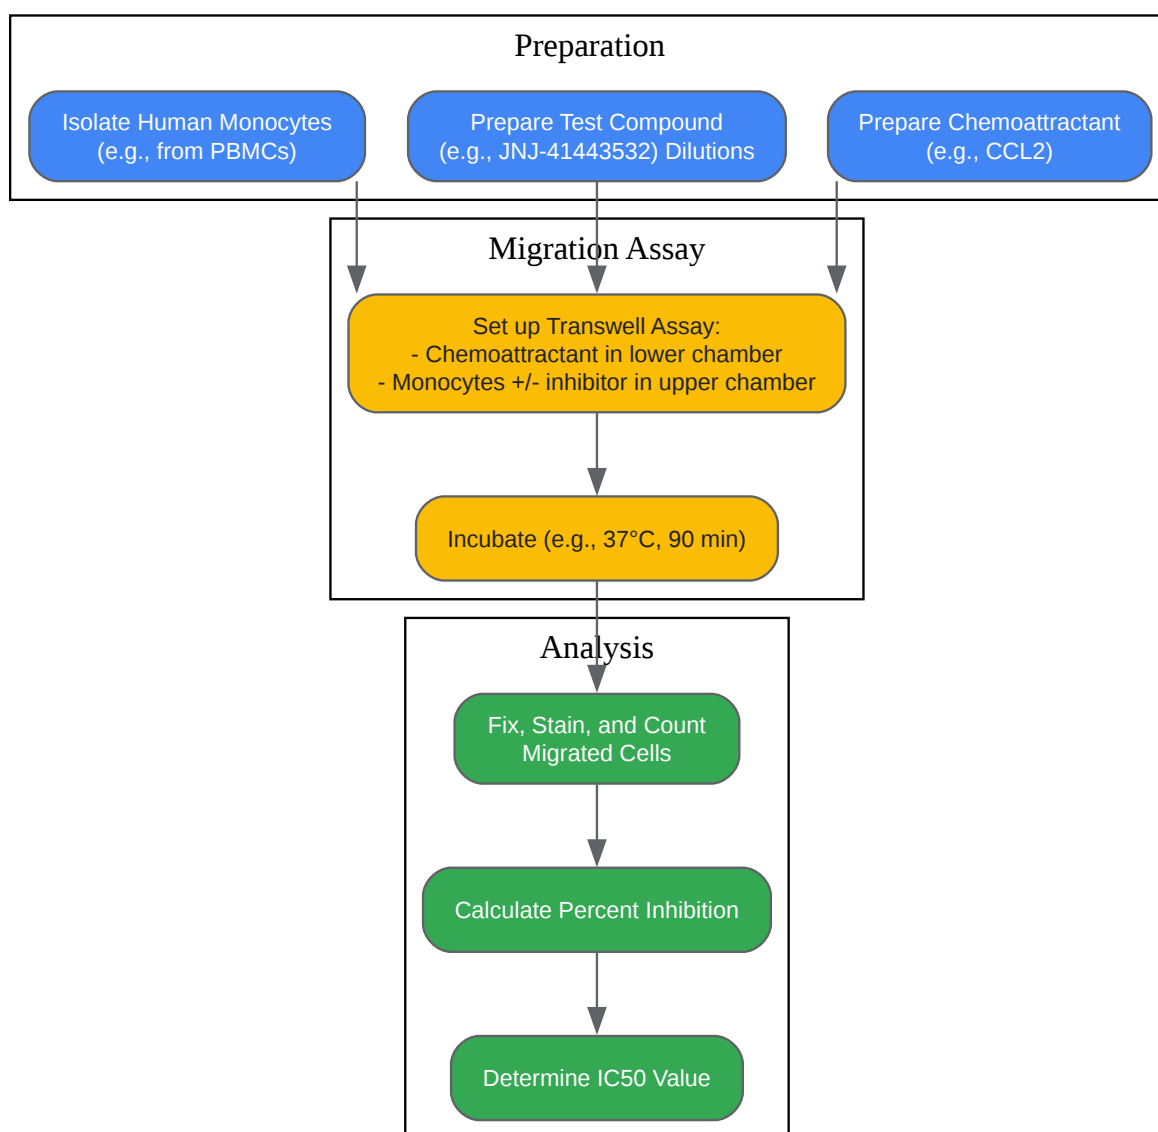 Preparation
Isolate Human Monocytes
(e.g., from PBMCs)
Prepare Test Compound
(e.g., JNJ-41443532) Dilutions
Prepare Chemoattractant
(e.g., CCL2)
Migration Assay
Set up Transwell Assay:
- Chemoattractant in lower chamber
- Monocytes +/- inhibitor in upper chamber
Incubate (e.g., 37°C, 90 min)
Analysis
Fix, Stain, and Count
Migrated Cells
Calculate Percent Inhibition
Determine IC50 Value